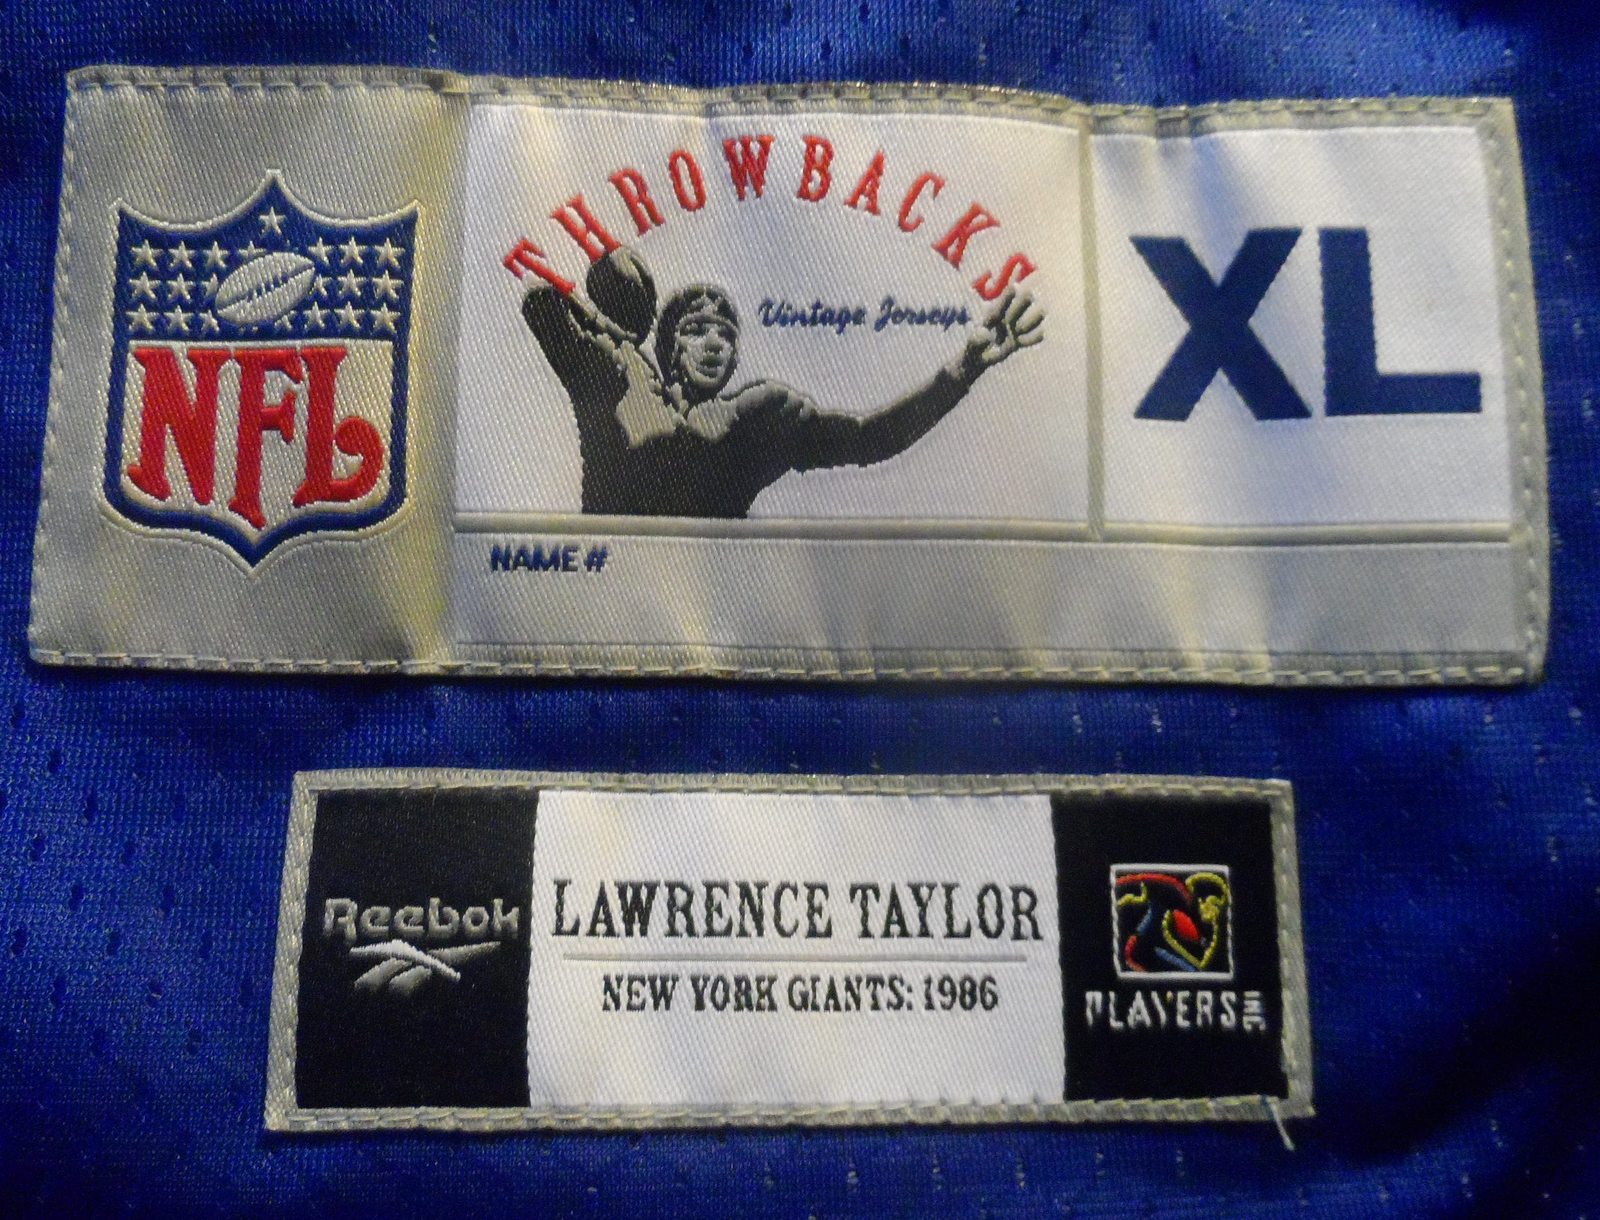 THROWBACKS
Vintage Jerseys
XL
NFL
NAME #
Reebok
LAWRENCE TAYLOR
NEW YORK GIANTS: 1986
PLAYERS INC